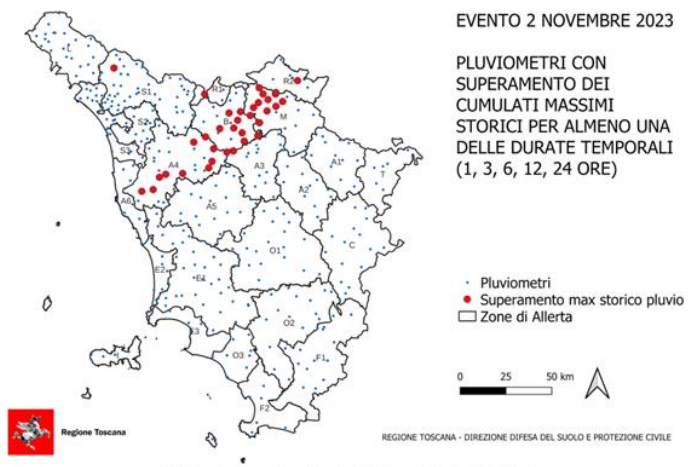 EVENTO 2 NOVEMBRE 2023
PLUVIOMETRI CON
SUPERAMENTO DEI
CUMULATI MASSIMI
STORICI PER ALMENO UNA
DELLE DURATE TEMPORALI
(1, 3, 6, 12, 24 ORE)
L
S1
R1
R2
B
M
S2
S3
A4
A3
A1
T
A2
A6
A5
C
O1
E2
E1
O2
E3
I
O3
F1
F2
Pluviometri
Superamento max storico pluvio
Zone di Allerta
0 25 50 km
Regione Toscana
REGIONE TOSCANA - DIREZIONE DIFESA DEL SUOLO E PROTEZIONE CIVILE